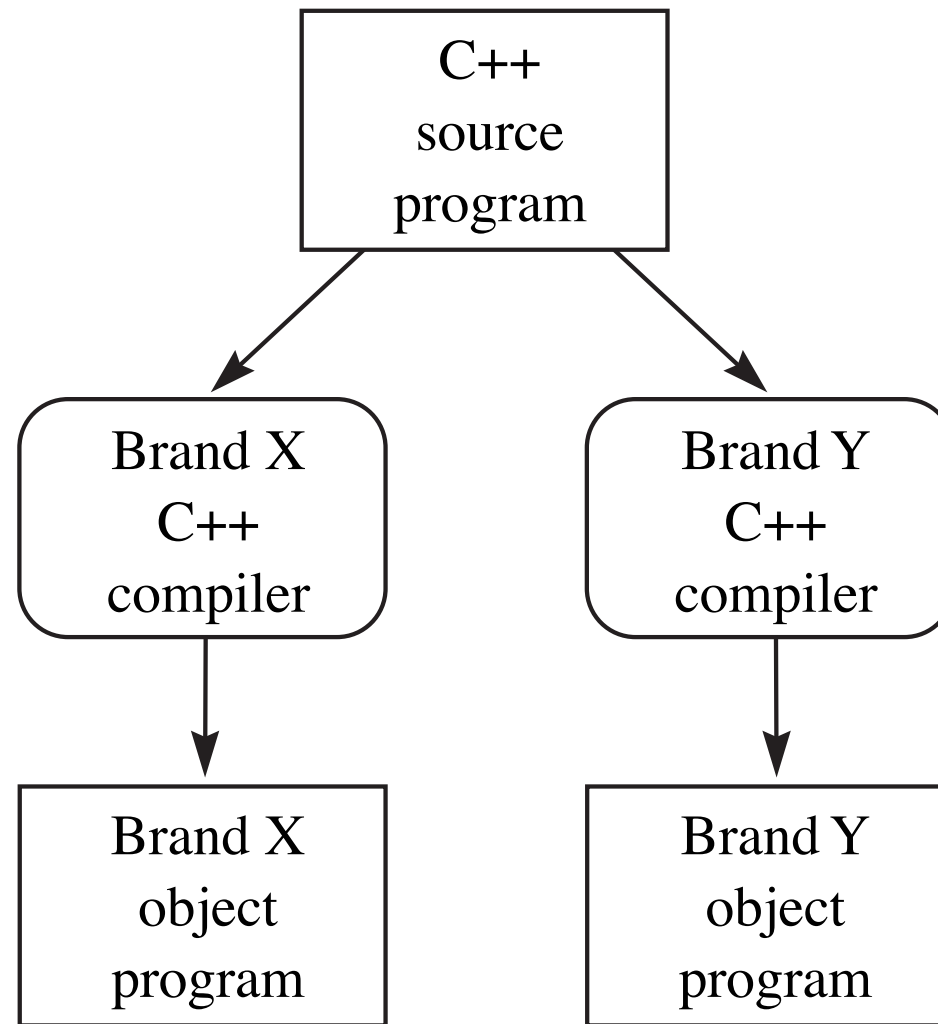 C++
source
program
Brand X
C++
compiler
Brand Y
C++
compiler
Brand X
object
program
Brand Y
object
program